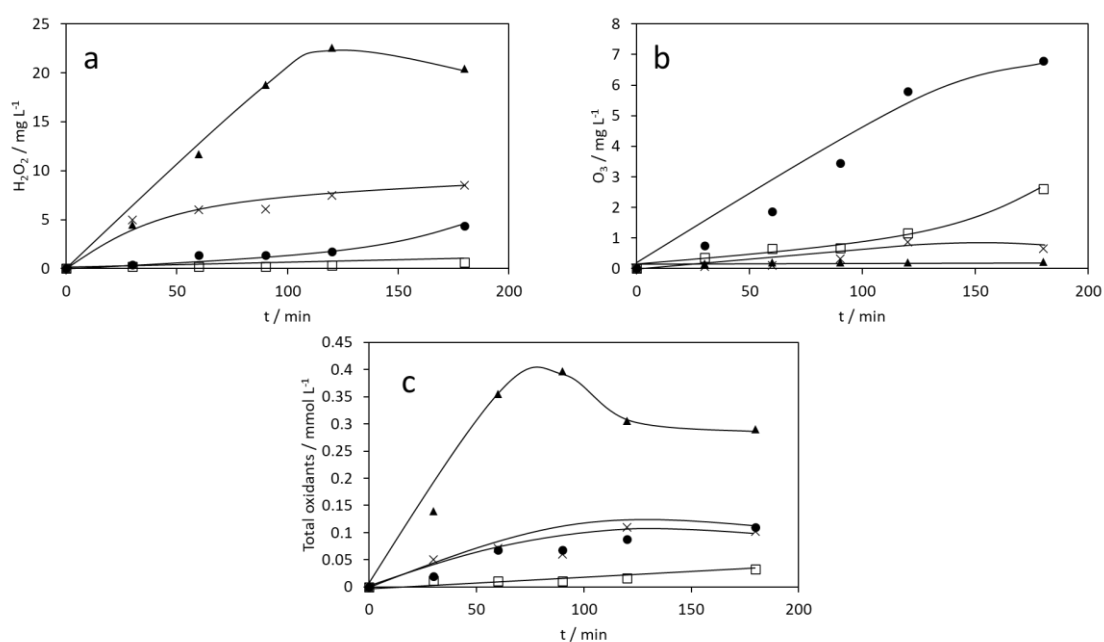 a
25
20
15
10
5
0
0 50 100 150 200
H₂O₂ / mg L⁻¹
t / min
b
8
7
6
5
4
3
2
1
0
0 50 100 150 200
O₃ / mg L⁻¹
t / min
c
0.45
0.4
0.35
0.3
0.25
0.2
0.15
0.1
0.05
0
0 50 100 150 200
Total oxidants / mmol L⁻¹
t / min